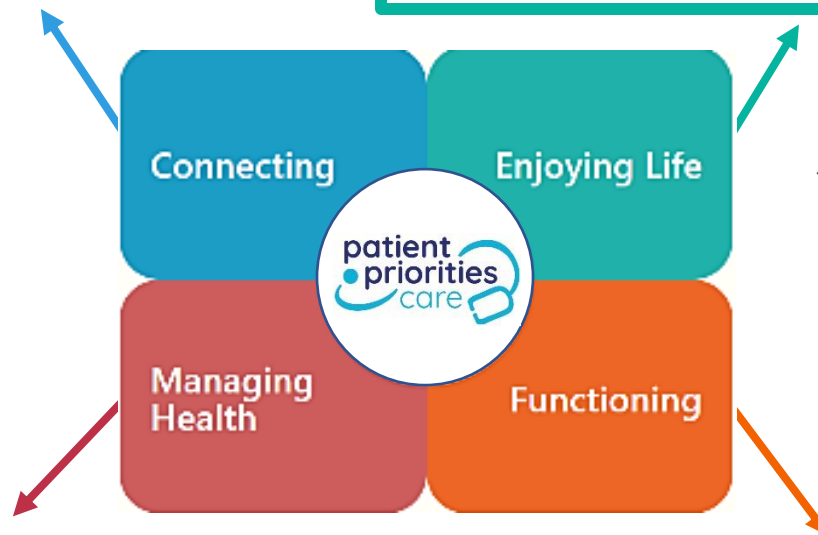 Connecting
Enjoying Life
patient
priorities
care
Managing
Health
Functioning